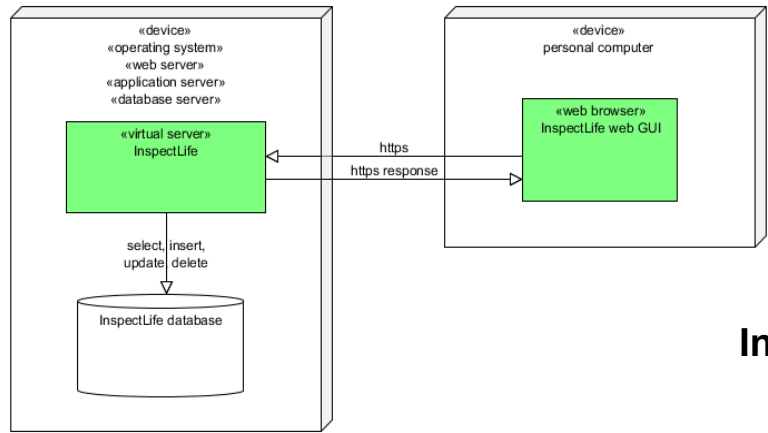 «device»
«operating system»
«web server»
«application server»
«database server»
«virtual server»
InspectLife
select, insert,
update, delete
InspectLife database
https
https response
«device»
personal computer
«web browser»
InspectLife web GUI
In